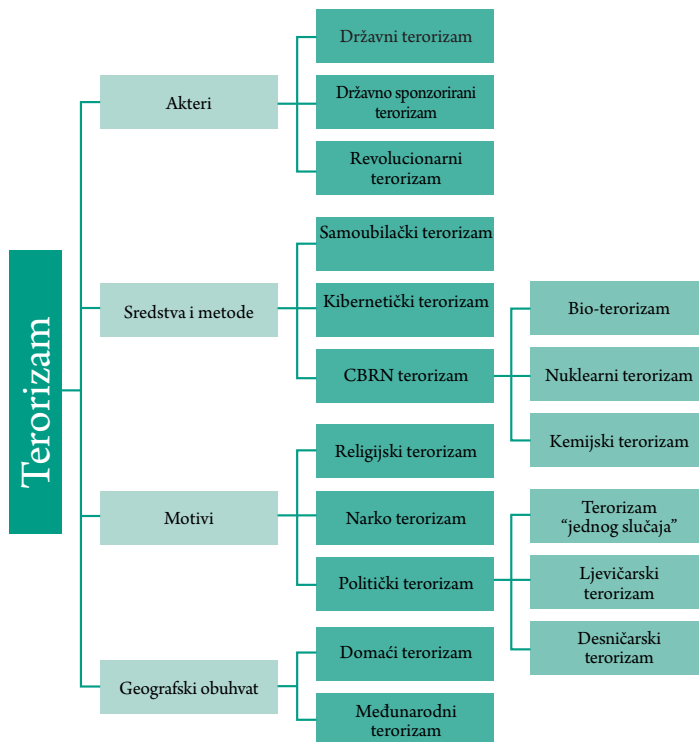 Terorizam
Akteri
Državni terorizam
Državno sponzorirani
terorizam
Revolucionarni
terorizam
Sredstva i metode
Samoubilački terorizam
Kibernetički terorizam
CBRN terorizam
Bio-terorizam
Nuklearni terorizam
Kemijski terorizam
Motivi
Religijski terorizam
Narko terorizam
Politički terorizam
Terorizam
“jednog slučaja”
Ljevičarski
terorizam
Desničarski
terorizam
Geografski obuhvat
Domaći terorizam
Međunarodni
terorizam